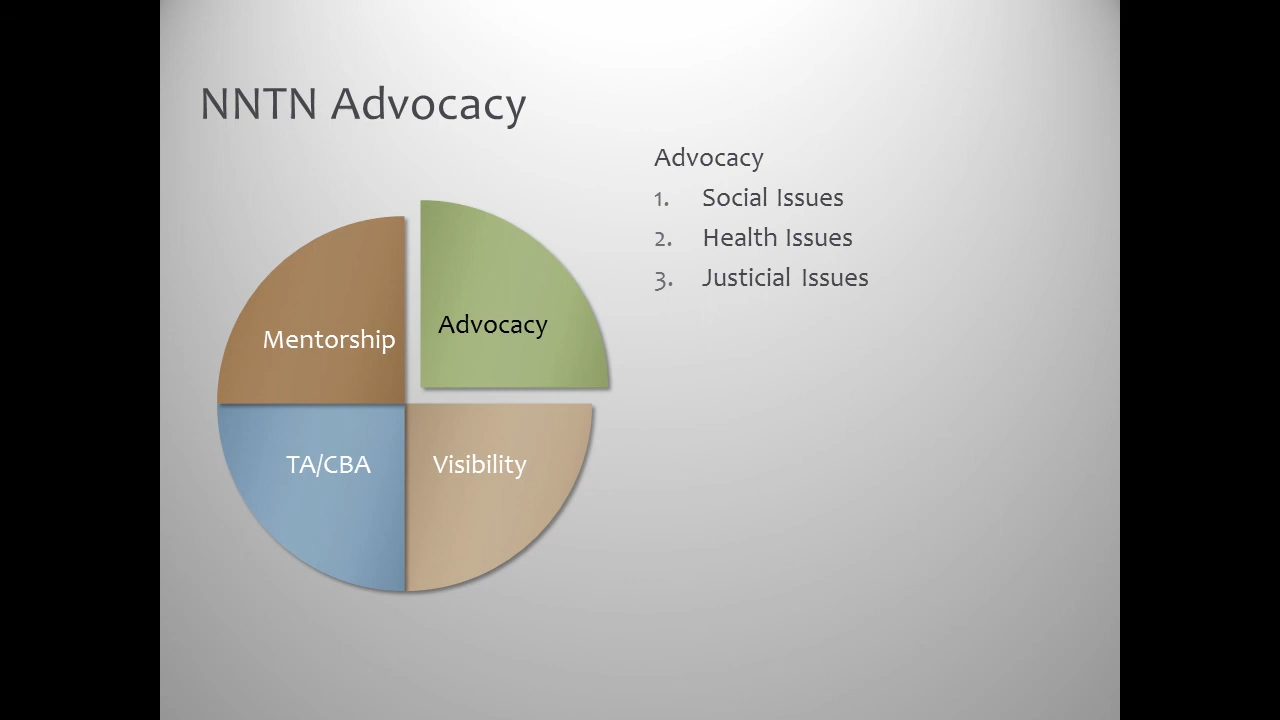 NNTN Advocacy
Advocacy
1. Social Issues
2. Health Issues
3. Justicial Issues
Mentorship
Advocacy
TA/CBA
Visibility